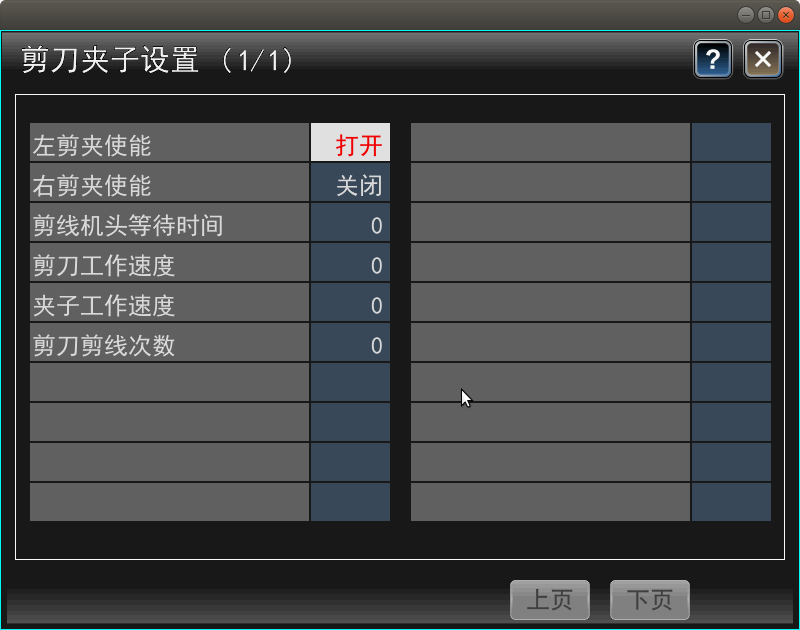 剪刀夹子设置 (1/1)
?
左剪夹使能 打开
右剪夹使能 关闭
剪线机头等待时间 0
剪刀工作速度 0
夹子工作速度 0
剪刀剪线次数 0
上页 下页